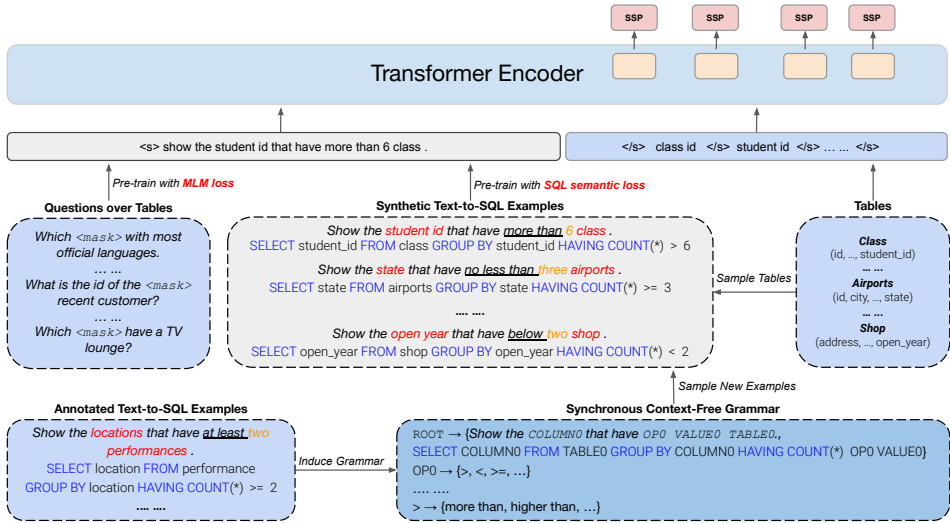 SSP SSP SSP SSP
Transformer Encoder
<s> show the student id that have more than 6 class .
</s> class id </s> student id </s> ... ... </s>
Pre-train with MLM loss
Pre-train with SQL semantic loss
Questions over Tables
Which <mask> with most
official languages.
... ...
What is the id of the <mask>
recent customer?
... ...
Which <mask> have a TV
lounge?
Synthetic Text-to-SQL Examples
Show the student id that have more than 6 class .
SELECT student_id FROM class GROUP BY student_id HAVING COUNT(*) > 6
Show the state that have no less than three airports .
SELECT state FROM airports GROUP BY state HAVING COUNT(*) >= 3
.... ...
Show the open year that have below two shop .
SELECT open_year FROM shop GROUP BY open_year HAVING COUNT(*) < 2
Sample Tables
Tables
Class
(id, ..., student_id)
... ...
Airports
(id, city, ..., state)
... ...
Shop
(address, ..., open_year)
Sample New Examples
Annotated Text-to-SQL Examples
Show the locations that have at least two
performances .
SELECT location FROM performance
GROUP BY location HAVING COUNT(*) >= 2
.... ....
Induce Grammar
Synchronous Context-Free Grammar
ROOT → {Show the COLUMN0 that have OP0 VALUE0 TABLE0.,
SELECT COLUMN0 FROM TABLE0 GROUP BY COLUMN0 HAVING COUNT(*) OP0 VALUE0}
OP0 → {>, <, >=, ...}
.... ....
> → {more than, higher than, ...}